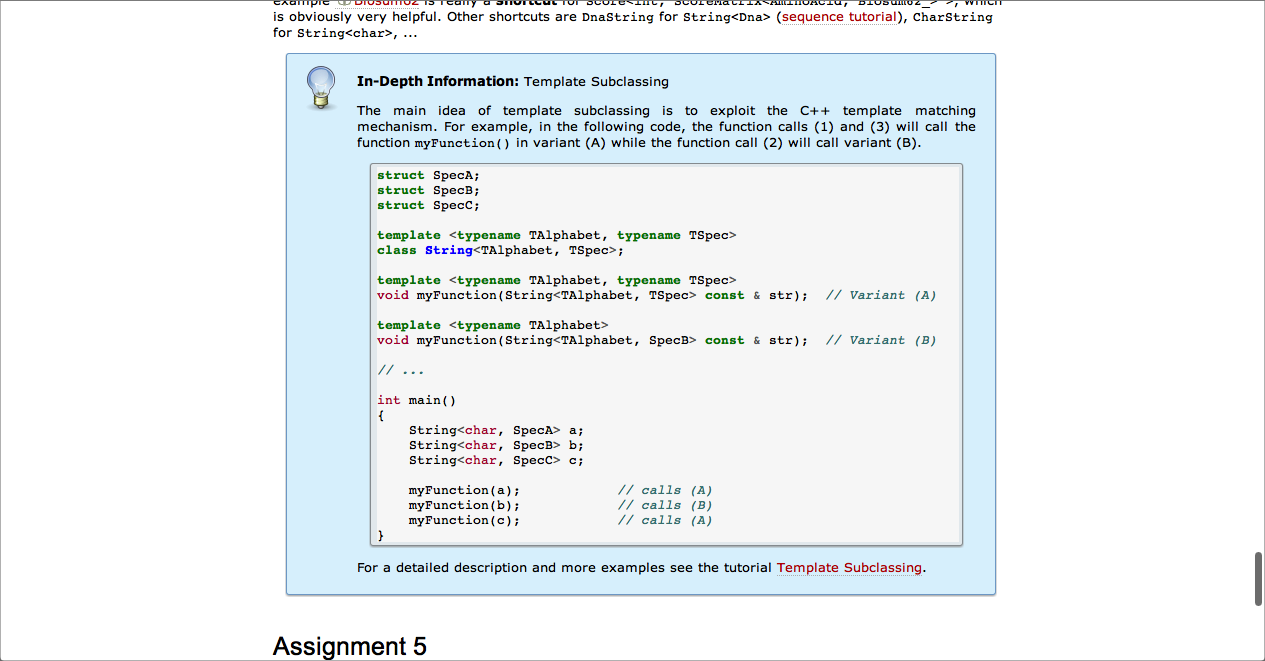 example Blosum62 is really a shortcut for Score<int, ScoreMatrix<AminoAcid, Blosum62_> >, which
is obviously very helpful. Other shortcuts are DnaString for String<Dna> (sequence tutorial), CharString
for String<char>, ...
In-Depth Information: Template Subclassing
The main idea of template subclassing is to exploit the C++ template matching
mechanism. For example, in the following code, the function calls (1) and (3) will call the
function myFunction() in variant (A) while the function call (2) will call variant (B).
struct SpecA;
struct SpecB;
struct SpecC;
template <typename TAlphabet, typename TSpec>
class String<TAlphabet, TSpec>;
template <typename TAlphabet, typename TSpec>
void myFunction(String<TAlphabet, TSpec> const & str);  // Variant (A)
template <typename TAlphabet>
void myFunction(String<TAlphabet, SpecB> const & str);  // Variant (B)
// ...
int main()
{
    String<char, SpecA> a;
    String<char, SpecB> b;
    String<char, SpecC> c;
    myFunction(a);            // calls (A)
    myFunction(b);            // calls (B)
    myFunction(c);            // calls (A)
}
For a detailed description and more examples see the tutorial Template Subclassing.
Assignment 5